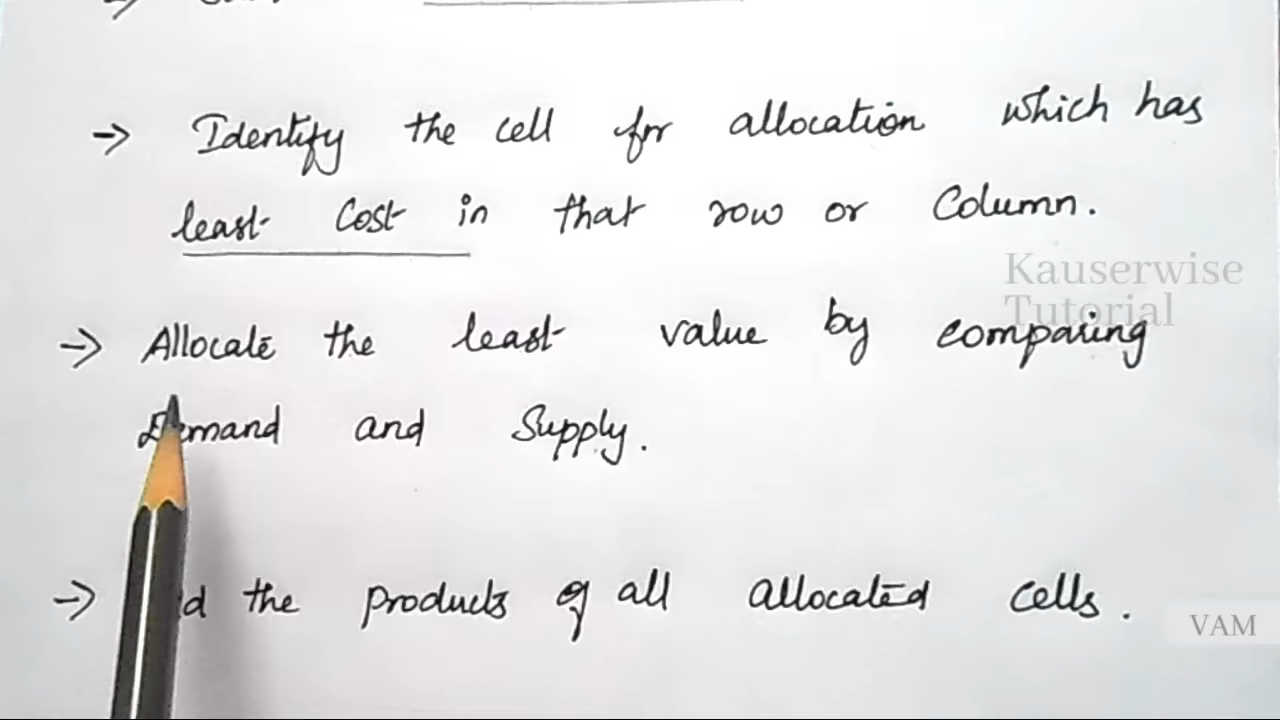 → Identify the cell for allocation which has
least cost in that row or Column.
Kauserwise
Tutorial
→ Allocate the least value by comparing
Demand and Supply.
→ the products of all allocated cells.
VAM